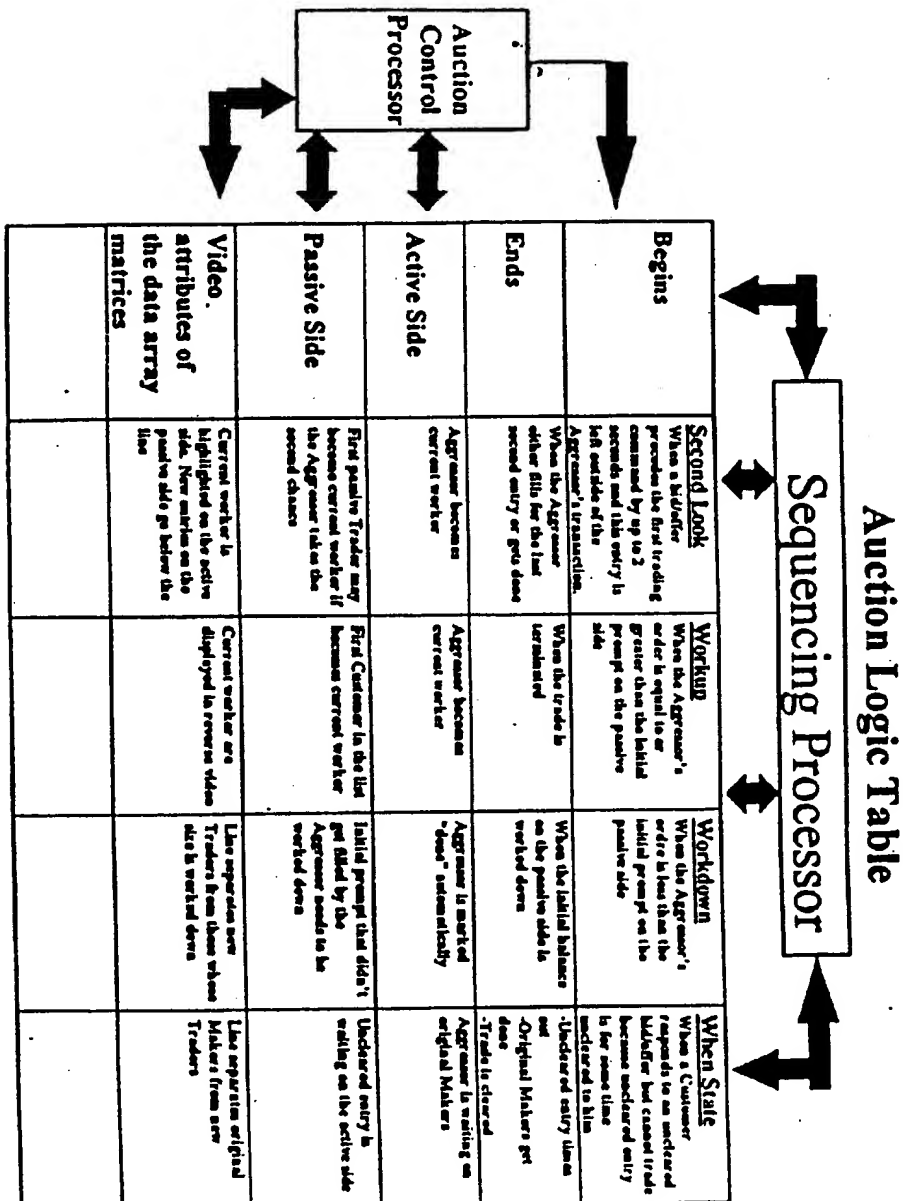 Auction Logic Table
Sequencing Processor
Auction
Control
Processor
Begins
Second Look
When a bid/offer
precedes the first trading
command by up to 2
seconds and this entry is
left outside of the
Aggressor's transaction.
Workup
When the Aggressor's
order is equal to or
greater than the initial
prompt on the passive
side
Workdown
When the Aggressor's
ordre is less than the
initial prompt on the
passive side
When State
When a Customer
responds to an uncleared
bid/offer but cannot trade
because uncleared entry
is for some time
uncleared to him
Ends
When the Aggressor
either fills for the last
second entry or gets done
When the trade is
terminated
When the initial balance
on the passive side is
worked down
-Uncleared entry times
out
-Original Makers get
done
-Trade is cleared
Active Side
Aggressor becomes
current worker
Aggressor becomes
current worker
Aggressor is marked
"done" automatically
Aggressor is waiting on
original Makers
Passive Side
First passive Trader may
become current worker if
the Aggressor takes the
second chance
First Customer in the list
becomes current worker
Initial prompt that didn't
get filled by the
Aggressor needs to be
worked down
Uncleared entry is
waiting on the active side
Video.
attributes of
the data array
matrices
Current worker is
highlighted on the active
side. New entries on the
passive side go below the
line
Current worker are
displayed in reverse video
Line separates new
Traders from those whose
size is worked down
Line separates original
Makers from new
Traders